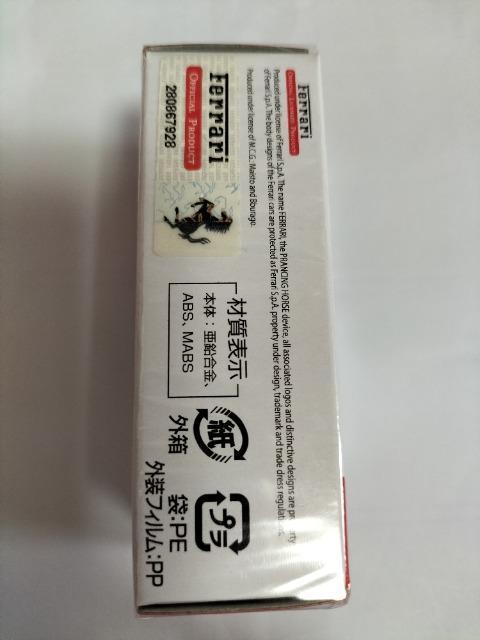 Ferrari
OFFICIAL LICENSED PRODUCT
Produced under license of Ferrari S.p.A. The name FERRARI, the PRANCING HORSE device, all associated logos and distinctive designs are property
of Ferrari S.p.A. The body designs of the Ferrari cars are protected as Ferrari S.p.A. property under design, trademark and trade dress regulations.
Produced under license of M.C.G.: Maisto and Bburago.
Ferrari
OFFICIAL PRODUCT
280867928
材質表示
本体：亜鉛合金、
ABS、MABS
紙
外箱
プラ
袋:PE
外装フィルム:PP